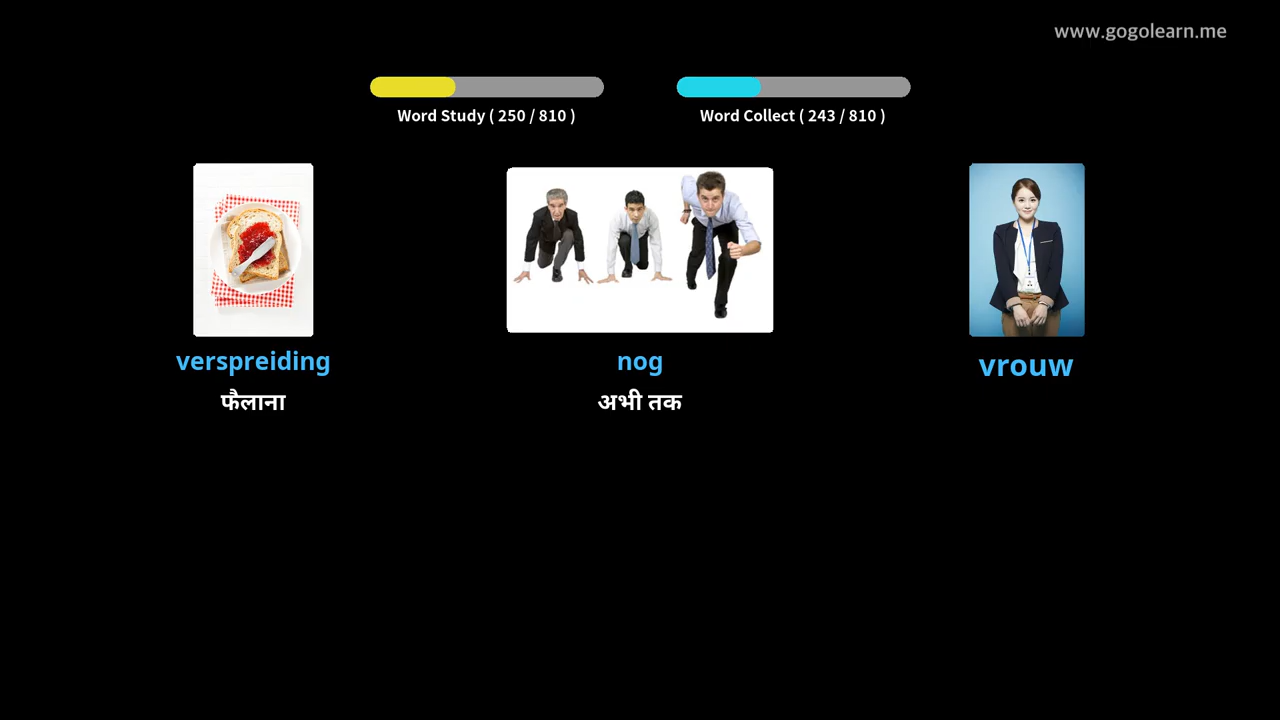 www.gogolearn.me
Word Study ( 250 / 810 )
Word Collect ( 243 / 810 )
verspreiding
फैलाना
nog
अभी तक
vrouw